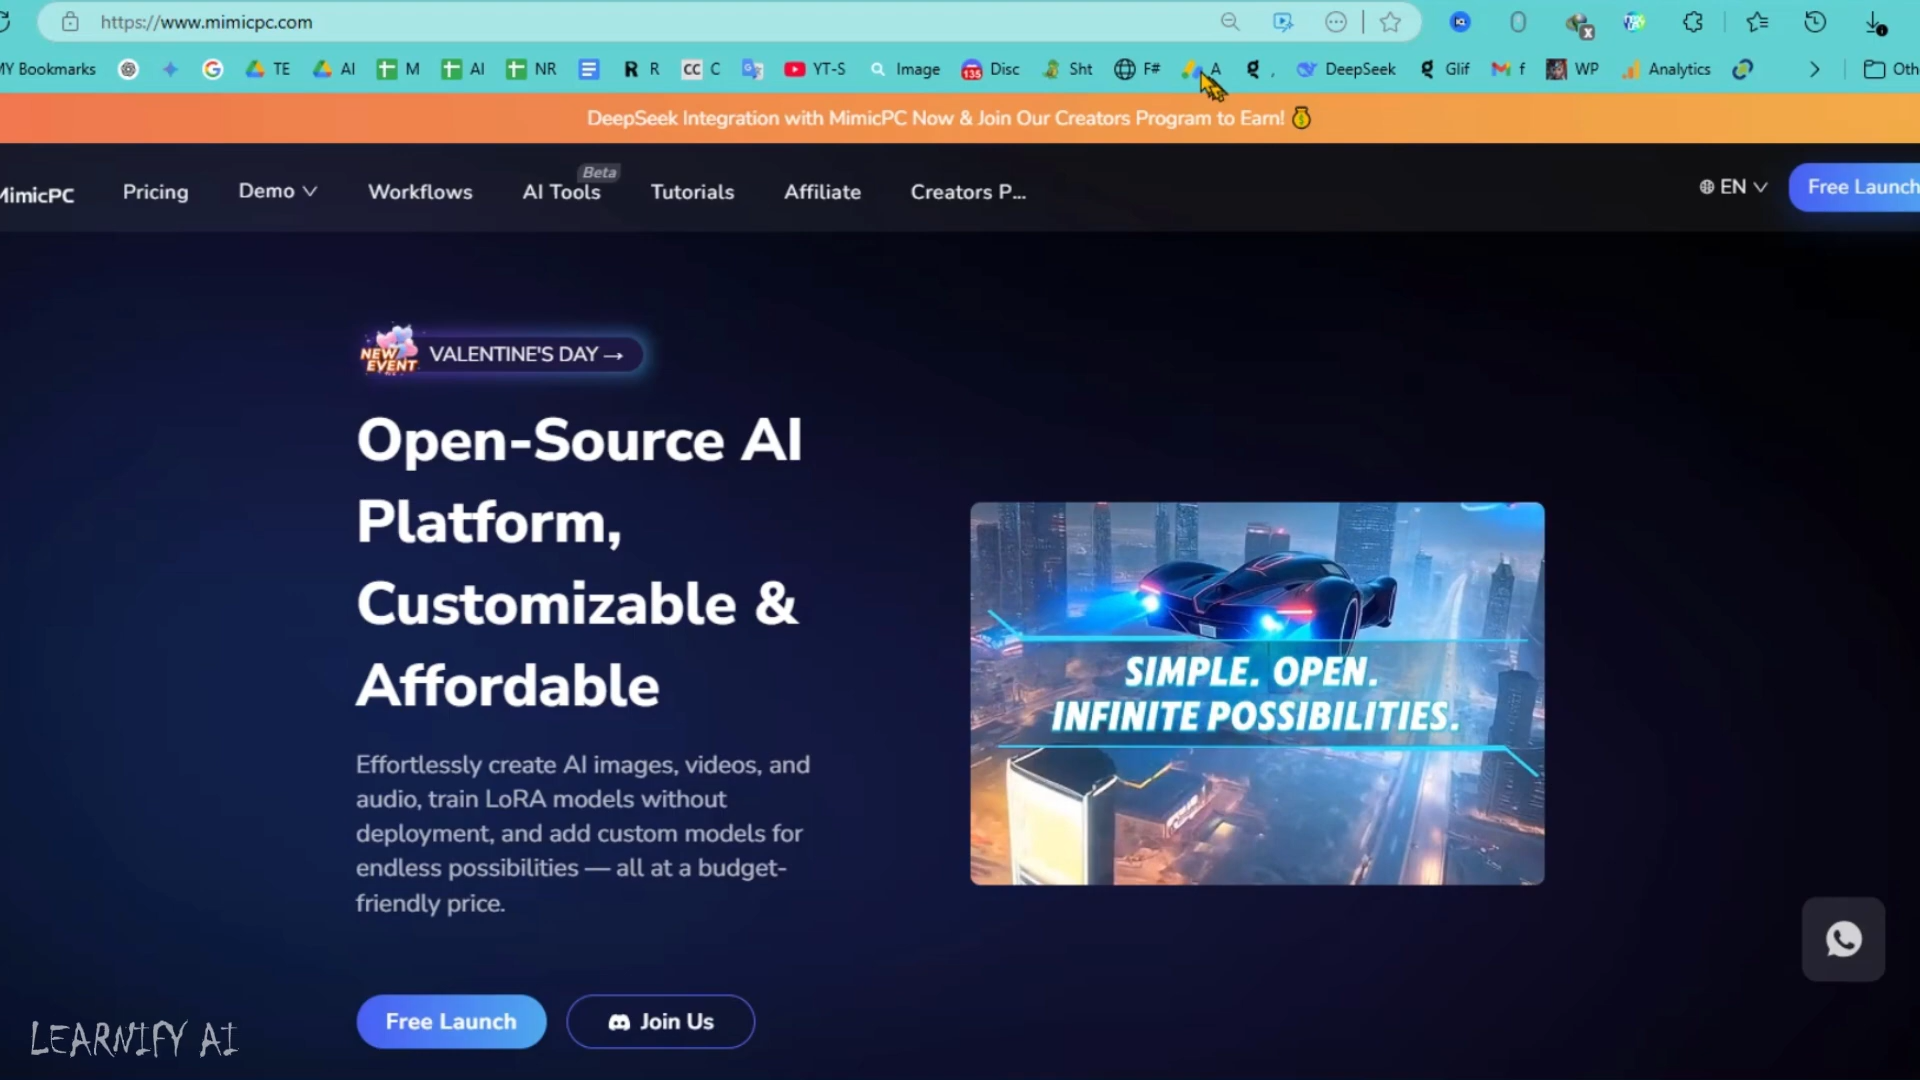 https://www.mimicpc.com
MY Bookmarks TE AI M AI NR R CC C YT-S Image 135 Disc Sht F# A , DeepSeek Glif f WP Analytics Oth
DeepSeek Integration with MimicPC Now & Join Our Creators Program to Earn!
MimicPC Pricing Demo Workflows AI Tools Beta Tutorials Affiliate Creators P... EN Free Launch
NEW EVENT VALENTINE'S DAY →
Open-Source AI
Platform,
Customizable &
Affordable
SIMPLE. OPEN.
INFINITE POSSIBILITIES.
Effortlessly create AI images, videos, and
audio, train LoRA models without
deployment, and add custom models for
endless possibilities — all at a budget-
friendly price.
Free Launch Join Us
LEARNIFY AI